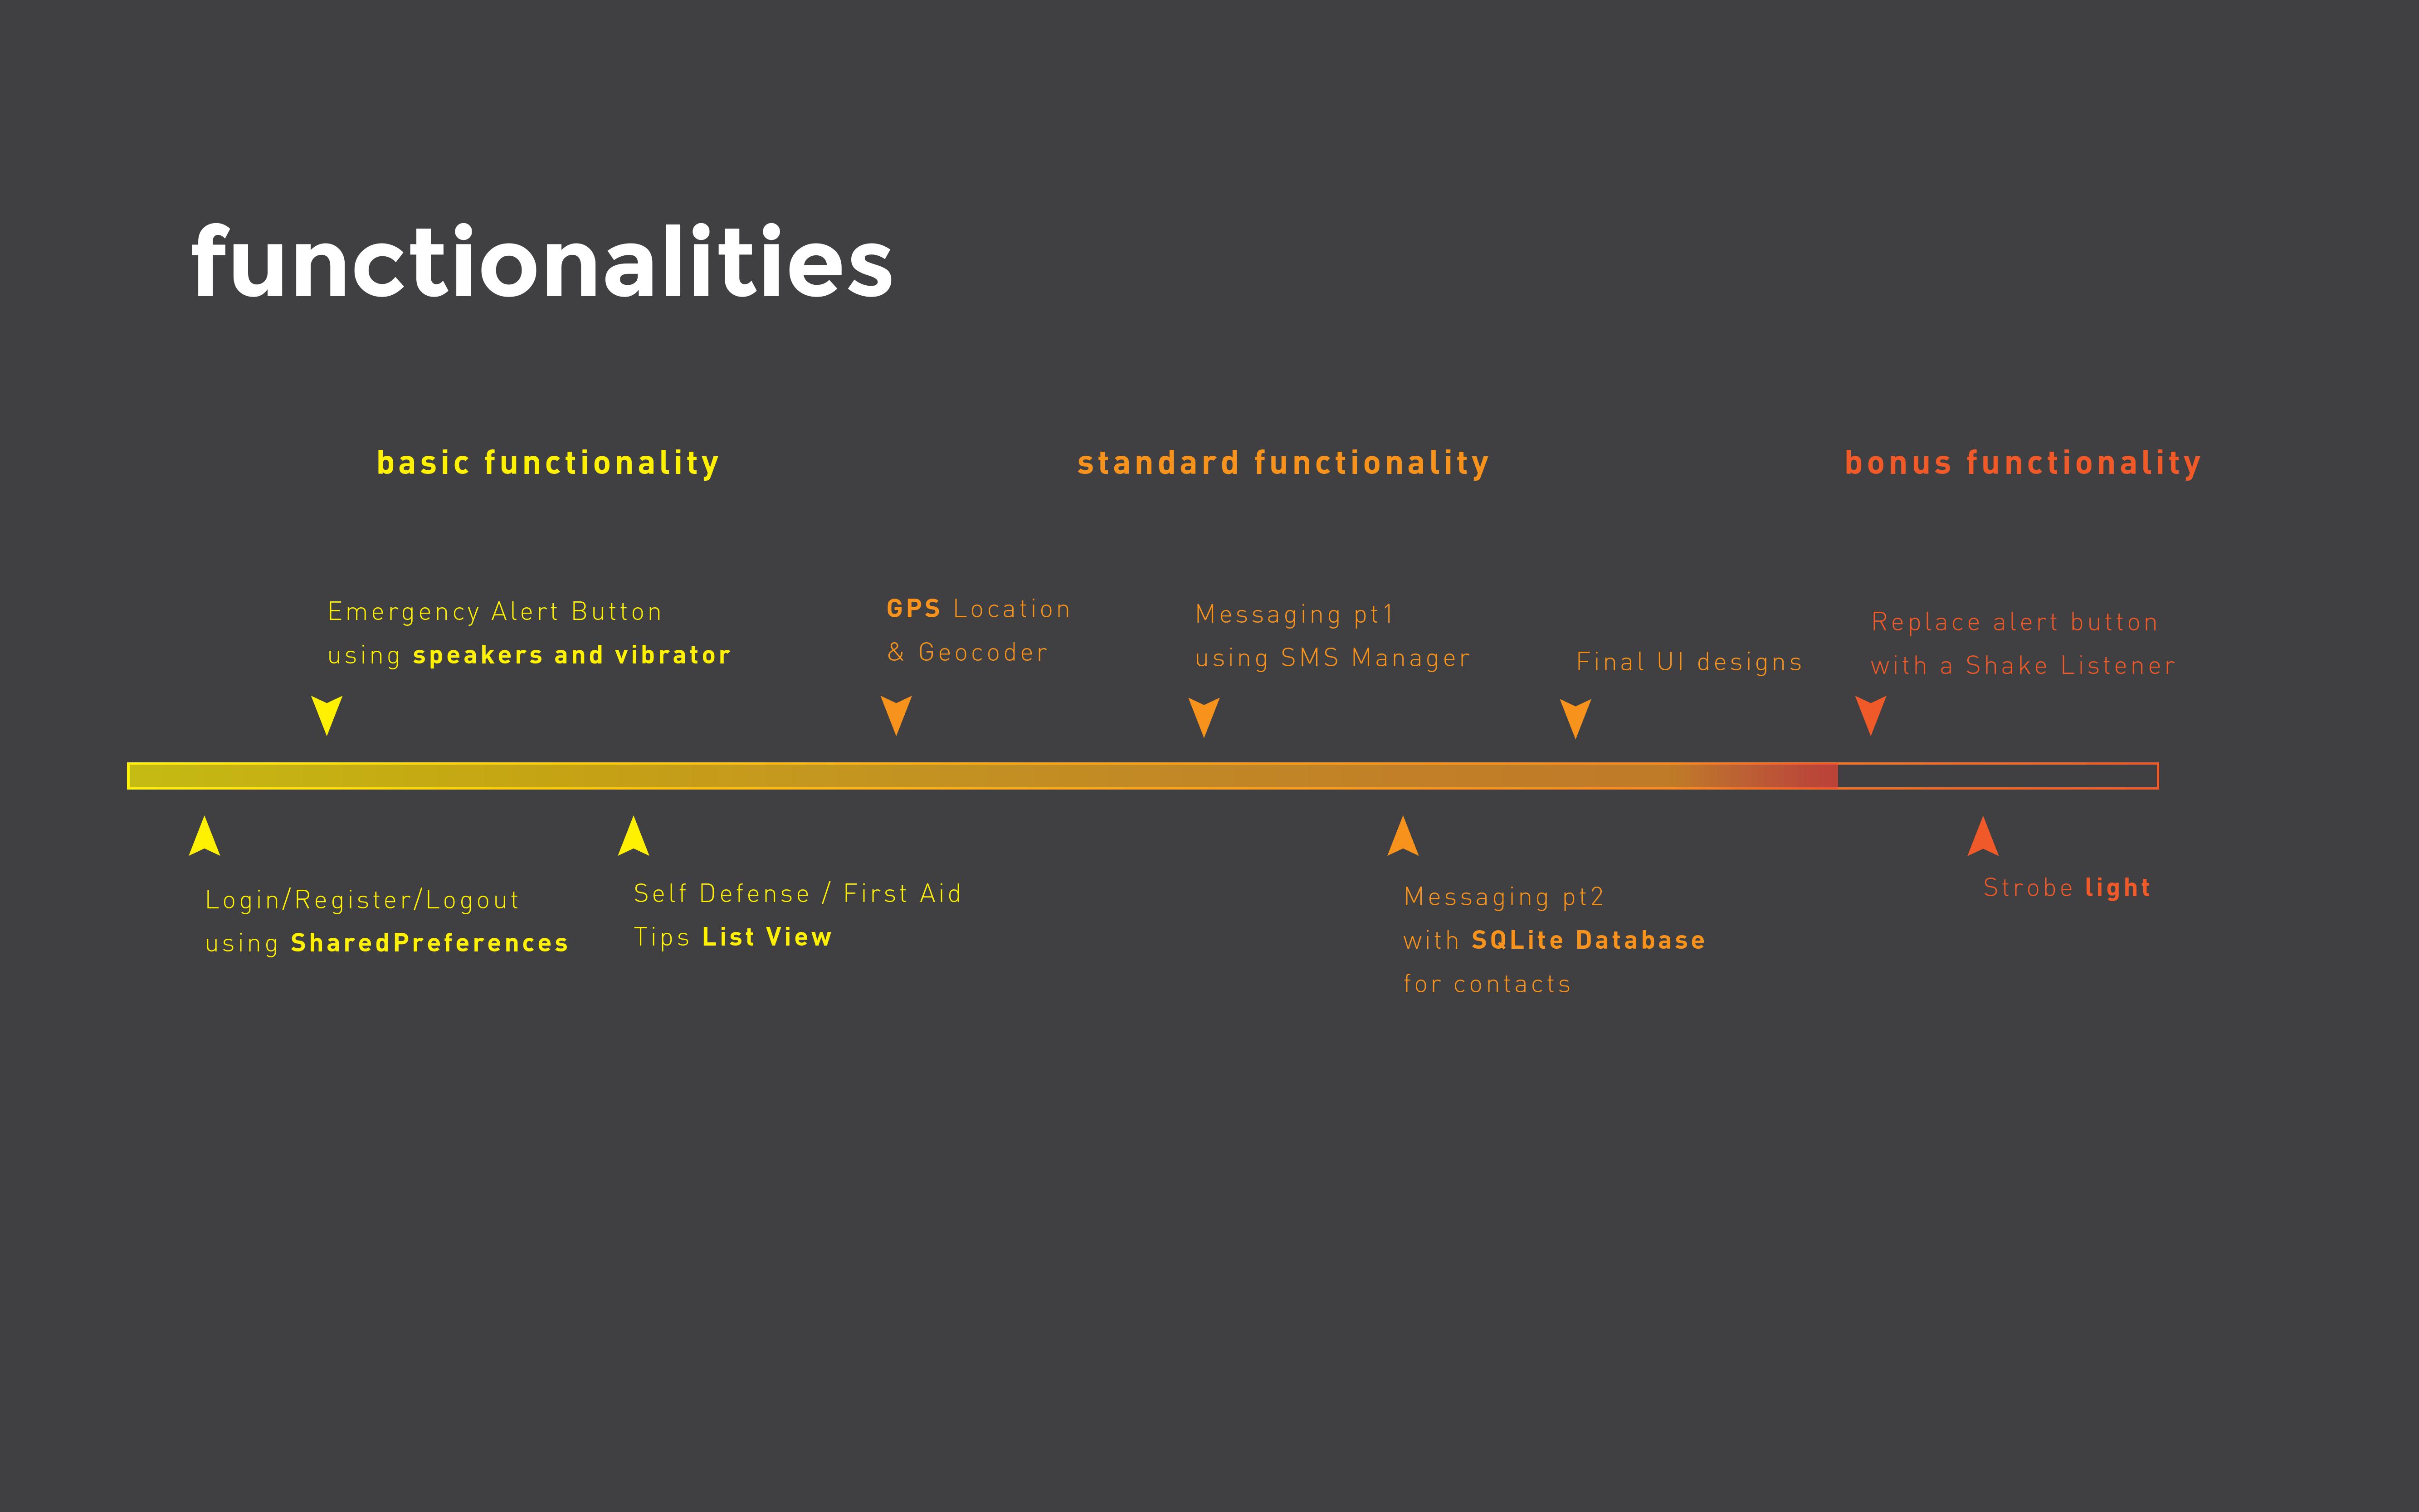 functionalities
basic functionality
standard functionality
bonus functionality
Emergency Alert Button
using speakers and vibrator
GPS Location
& Geocoder
Messaging pt1
using SMS Manager
Final UI designs
Replace alert button
with a Shake Listener
Login/Register/Logout
using SharedPreferences
Self Defense / First Aid
Tips List View
Messaging pt2
with SQLite Database
for contacts
Strobe light